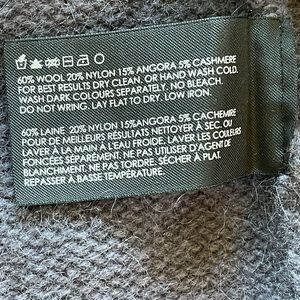 60% WOOL 20% NYLON 15% ANGORA 5% CASHMERE
FOR BEST RESULTS DRY CLEAN. OR HAND WASH COLD.
WASH DARK COLOURS SEPARATELY. NO BLEACH.
NO WRINGING. LAY FLAT TO DRY. LOW IRON.
60% LAINE 20% NYLON 15% ANGORA 5% CACHEMIRE
POUR DE MEILLEURS RÉSULTATS NETTOYER À SEC. OU
LAVER À LA MAIN À L'EAU FROIDE. LAVER LES COULEURS
FONCÉES SÉPARÉMENT. NE PAS UTILISER D'AGENT DE
BLANCHIMENT. NE PAS TORDRE. SÉCHER À PLAT.
REPASSER À BASSE TEMPÉRATURE.